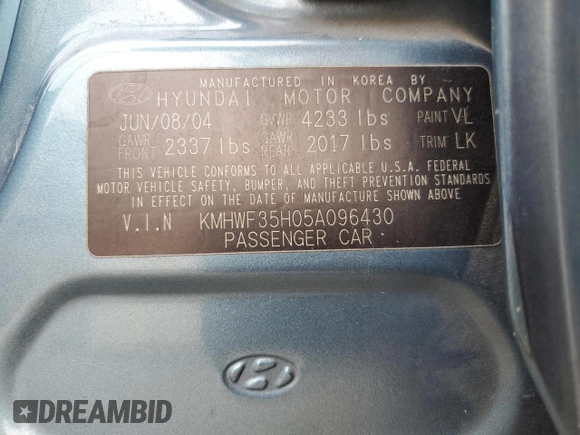 MANUFACTURED IN KOREA BY
HYUNDAI MOTOR COMPANY
JUN/08/04 GVWR 4233 lbs PAINT VL
GAWR FRONT 2337 lbs GAWR REAR 2017 lbs TRIM LK
THIS VEHICLE CONFORMS TO ALL APPLICABLE U.S.A. FEDERAL
MOTOR VEHICLE SAFETY, BUMPER, AND THEFT PREVENTION STANDARDS
IN EFFECT ON THE DATE OF MANUFACTURE SHOWN ABOVE
V.I.N KMHWF35H05A096430
PASSENGER CAR
DREAMBID